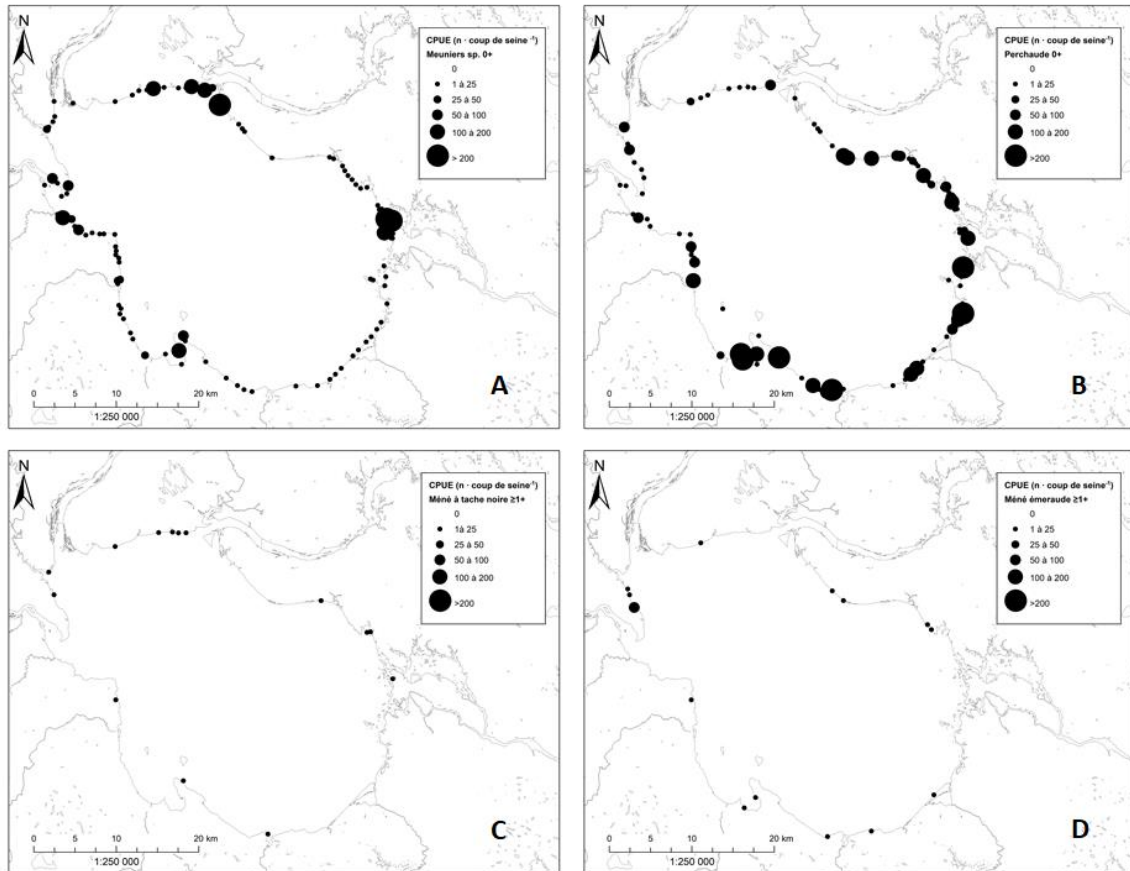 N
CPUE (n · coup de seine⁻¹)
Meuniers sp. 0+
0
1 à 25
25 à 50
50 à 100
100 à 200
> 200
0 5 10 20 km
1:250 000
A
N
CPUE (n · coup de seine⁻¹)
Perchaude 0+
0
1 à 25
25 à 50
50 à 100
100 à 200
> 200
0 5 10 20 km
1:250 000
B
N
CPUE (n · coup de seine⁻¹)
Méné à tache noire ≥1+
0
1à 25
25 à 50
50 à 100
100 à 200
>200
0 5 10 20 km
1:250 000
C
N
CPUE (n · coup de seine⁻¹)
Méné émeraude ≥1+
0
1 à 25
25 à 50
50 à 100
100 à 200
>200
0 5 10 20 km
1:250 000
D